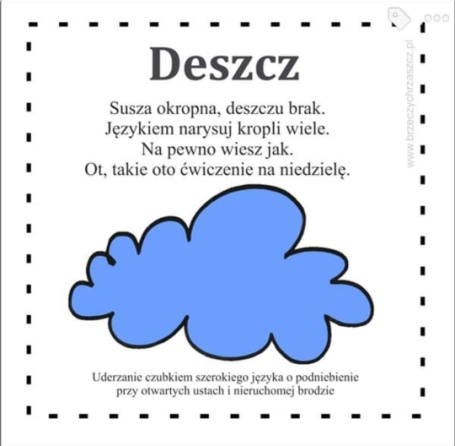 Deszcz
Susza okropna, deszczu brak.
Językiem narysuj kropli wiele.
Na pewno wiesz jak.
Ot, takie oto ćwiczenie na niedzielę.
www.brzeczychrzaszcz.pl
Uderzanie czubkiem szerokiego języka o podniebienie
przy otwartych ustach i nieruchomej brodzie